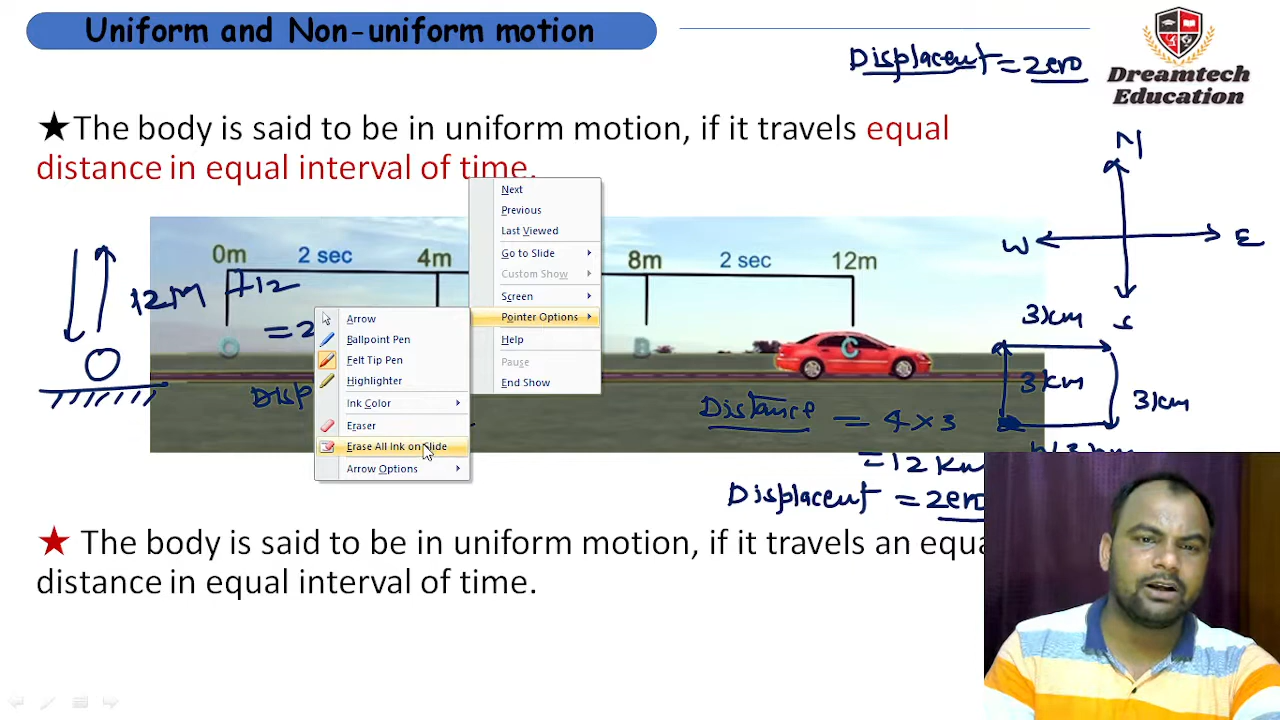 Uniform and Non-uniform motion
Displacent = Zero
Dreamtech
Education
★The body is said to be in uniform motion, if it travels equal
distance in equal interval of time.
N
W
E
S
0m 2 sec 4m 8m 2 sec 12m
12M
+12
= 2
Disp
B
C
3km
3km
3km
Distance = 4 × 3
= 12 Km
Displacent = Zero
Next
Previous
Last Viewed
Go to Slide
Custom Show
Screen
Pointer Options
Help
Pause
End Show
Arrow
Ballpoint Pen
Felt Tip Pen
Highlighter
Ink Color
Eraser
Erase All Ink on Slide
Arrow Options
★ The body is said to be in uniform motion, if it travels an equa
distance in equal interval of time.